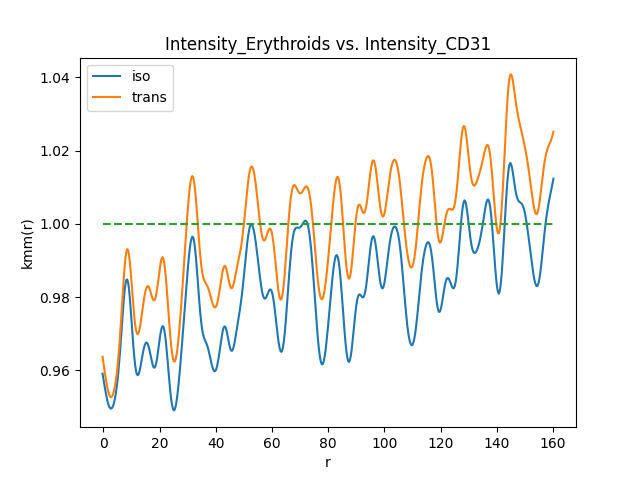 Intensity_Erythroids vs. Intensity_CD31
iso
trans
1.04
1.02
1.00
0.98
0.96
kmm(r)
0 20 40 60 80 100 120 140 160
r